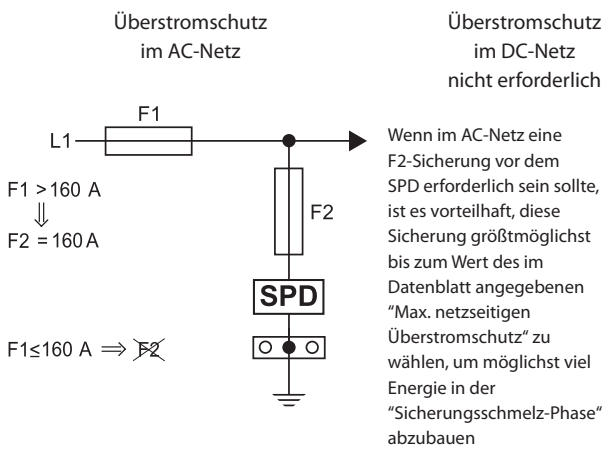 Überstromschutz
im AC-Netz
Überstromschutz
im DC-Netz
nicht erforderlich
F1
L1
F1 >160 A
⇓
F2 = 160 A
F2
SPD
F1≤160 A ⇒ F2
Wenn im AC-Netz eine
F2-Sicherung vor dem
SPD erforderlich sein sollte,
ist es vorteilhaft, diese
Sicherung größtmöglichst
bis zum Wert des im
Datenblatt angegebenen
“Max. netzseitigen
Überstromschutz“ zu
wählen, um möglichst viel
Energie in der
“Sicherungsschmelz-Phase“
abzubauen